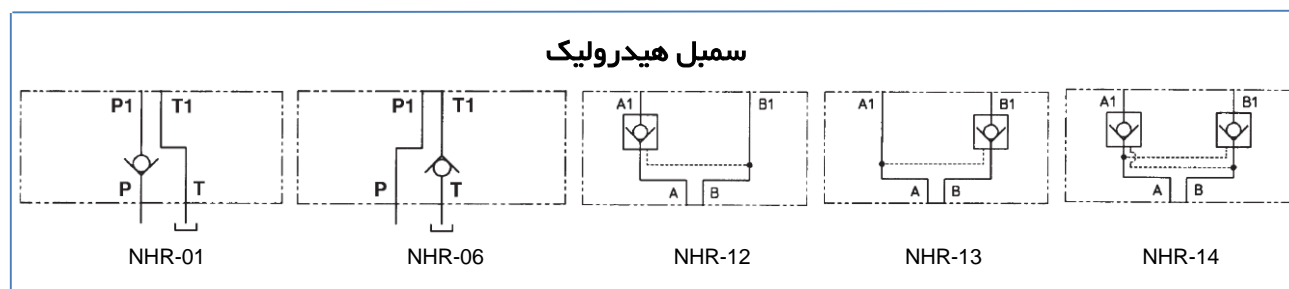 سمبل هیدرولیک
P1 T1 P1 T1 A1 B1 A1 B1 A1 B1
P T P T A B A B A B
NHR-01 NHR-06 NHR-12 NHR-13 NHR-14